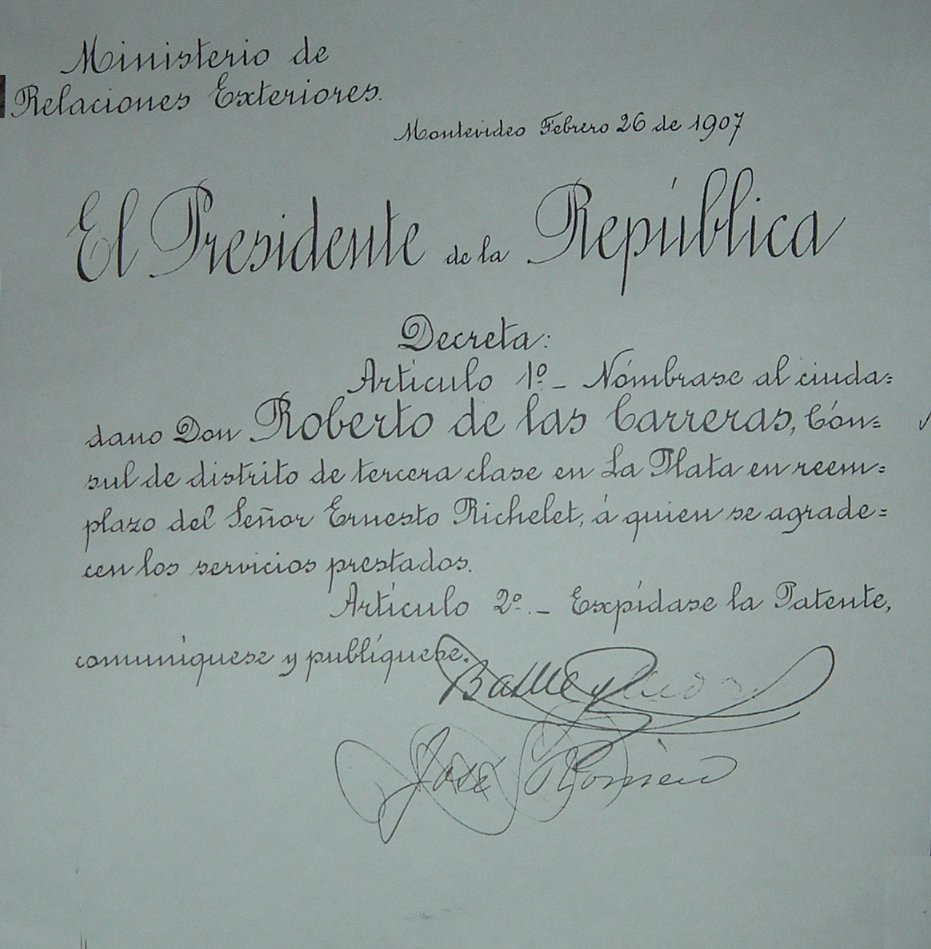 Ministerio de
Relaciones Exteriores.
Montevideo Febrero 26 de 1907
El Presidente de la República
Decreta:
Artículo 1º_ Nómbrase al ciuda=
dano Don Roberto de las Carreras, Cón=
sul de distrito de tercera clase en La Plata en reem=
plazo del Señor Ernesto Richelet, á quien se agrade=
cen los servicios prestados.
Artículo 2º._ Expídase la Patente,
comuníquese y publíquese.
Batlle y
José Romeu